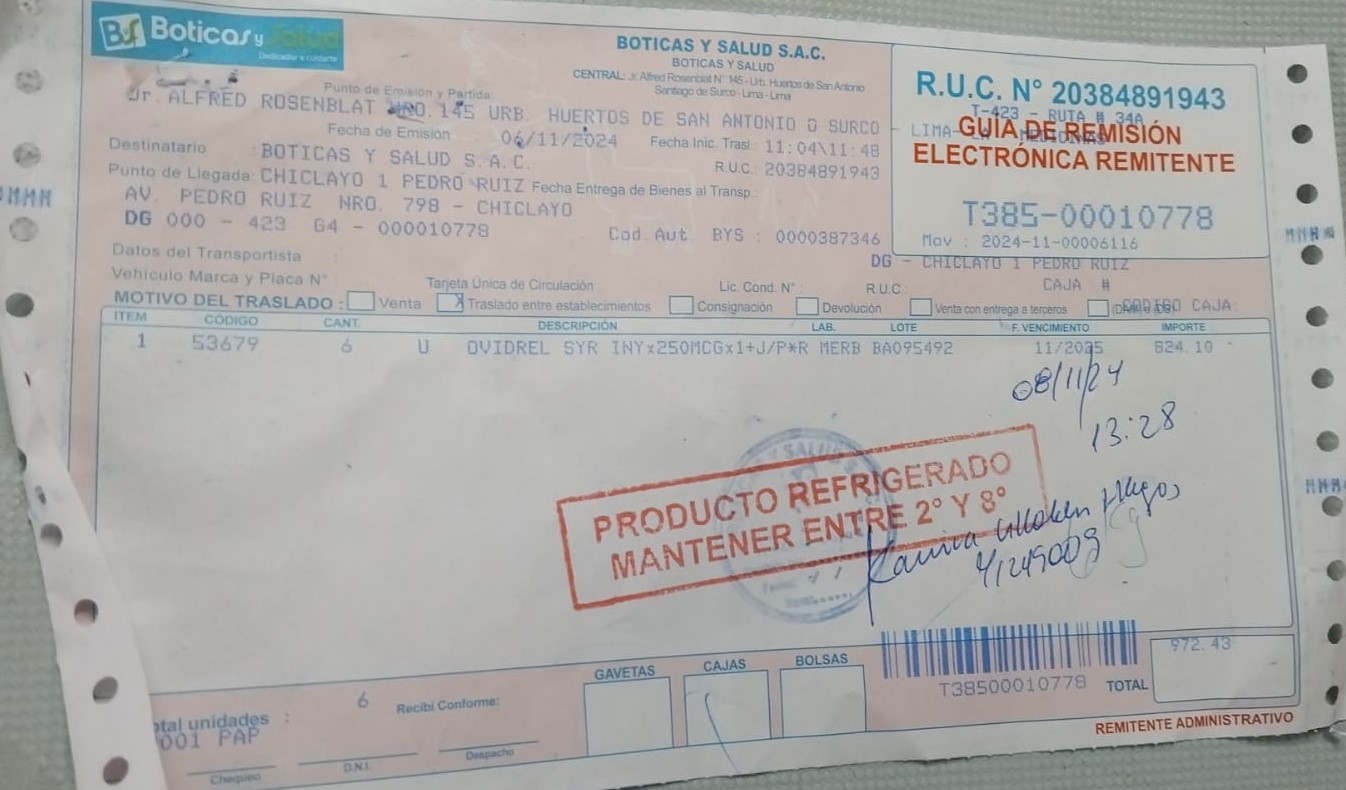 BS Boticas y Salud
Dedicados a cuidarte
BOTICAS Y SALUD S.A.C.
BOTICAS Y SALUD
CENTRAL: Jr. Alfred Rosenblat N° 145 - Urb. Huertos de San Antonio
Santiago de Surco - Lima - Lima
R.U.C. N° 20384891943
T-423 - RUTA # 34A
GUÍA DE REMISIÓN
ELECTRÓNICA REMITENTE
T385-00010778
Mov : 2024-11-00006116
Punto de Emisión y Partida:
Jr. ALFRED ROSENBLAT NRO. 145 URB. HUERTOS DE SAN ANTONIO O SURCO - LIMA-
Fecha de Emisión 06/11/2024 Fecha Inic. Trasl: 11:04\11:48
Destinatario BOTICAS Y SALUD S.A.C. R.U.C: 20384891943
Punto de Llegada: CHICLAYO 1 PEDRO RUIZ Fecha Entrega de Bienes al Transp.:
AV. PEDRO RUIZ NRO. 798 - CHICLAYO
DG 000 - 423 G4 - 000010778 Cod. Aut. BYS : 0000387346
DG - CHICLAYO 1 PEDRO RUIZ
Datos del Transportista
Vehículo Marca y Placa N° Tarjeta Única de Circulación Lic. Cond. N° : R.U.C.: CAJA #
MOTIVO DEL TRASLADO : Venta X Traslado entre establecimientos Consignación Devolución Venta con entrega a terceros CODIGO CAJA:
ITEM CÓDIGO CANT. DESCRIPCIÓN LAB. LOTE F. VENCIMIENTO IMPORTE
1 53679 6 U OVIDREL SYR INYx250MCGx1+J/P*R MERB BA095492 11/2025 824.10
08/11/24
13:28
PRODUCTO REFRIGERADO
MANTENER ENTRE 2° Y 8°
Y SALUD S
T38500010778
TOTAL 972.43
GAVETAS CAJAS BOLSAS
otal unidades : 6 Recibí Conforme:
001 PAP
Chequeo D.N.I. Despacho
REMITENTE ADMINISTRATIVO